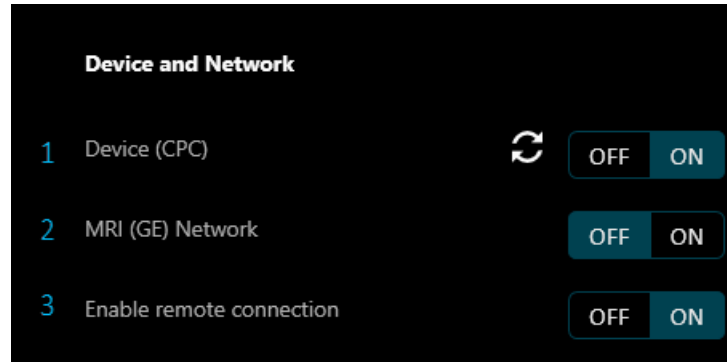 Device and Network
1 Device (CPC) OFF ON
2 MRI (GE) Network OFF ON
3 Enable remote connection OFF ON